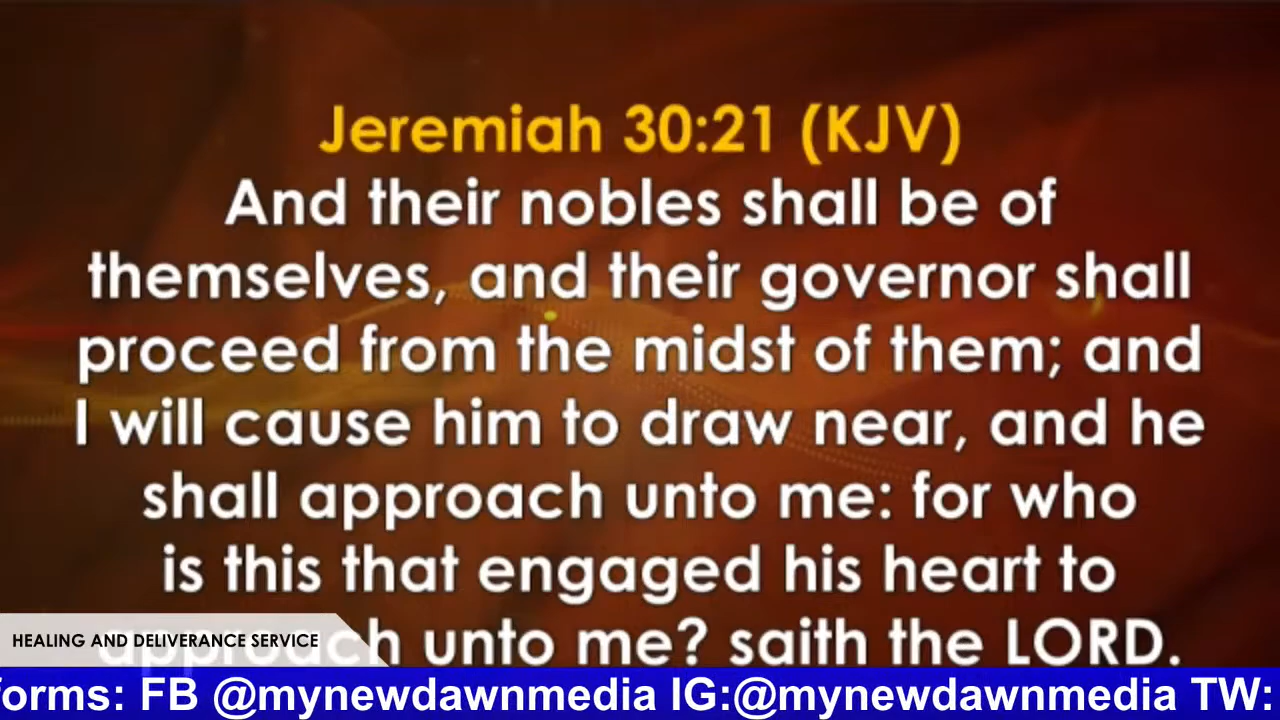 Jeremiah 30:21 (KJV)
And their nobles shall be of
themselves, and their governor shall
proceed from the midst of them; and
I will cause him to draw near, and he
shall approach unto me: for who
is this that engaged his heart to
approach unto me? saith the LORD.
HEALING AND DELIVERANCE SERVICE
forms: FB @mynewdawnmedia IG:@mynewdawnmedia TW: